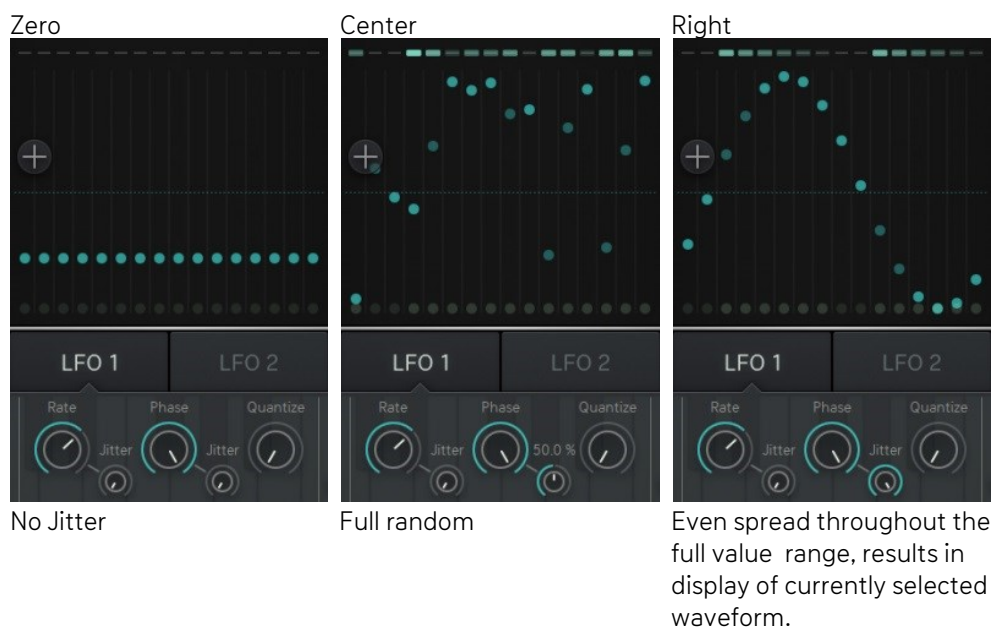 Zero
LFO 1
LFO 2
Rate
Phase
Quantize
Jitter
Jitter
No Jitter
Center
LFO 1
LFO 2
Rate
Phase
Quantize
Jitter
50.0 %
Full random
Right
LFO 1
LFO 2
Rate
Phase
Quantize
Jitter
Jitter
Even spread throughout the
full value range, results in
display of currently selected
waveform.